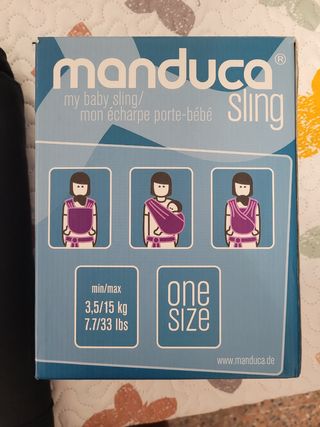 manduca®
my baby sling/
mon écharpe porte-bébé
sling
min/max
3,5/15 kg
7.7/33 lbs
one
SIZE
www.manduca.de